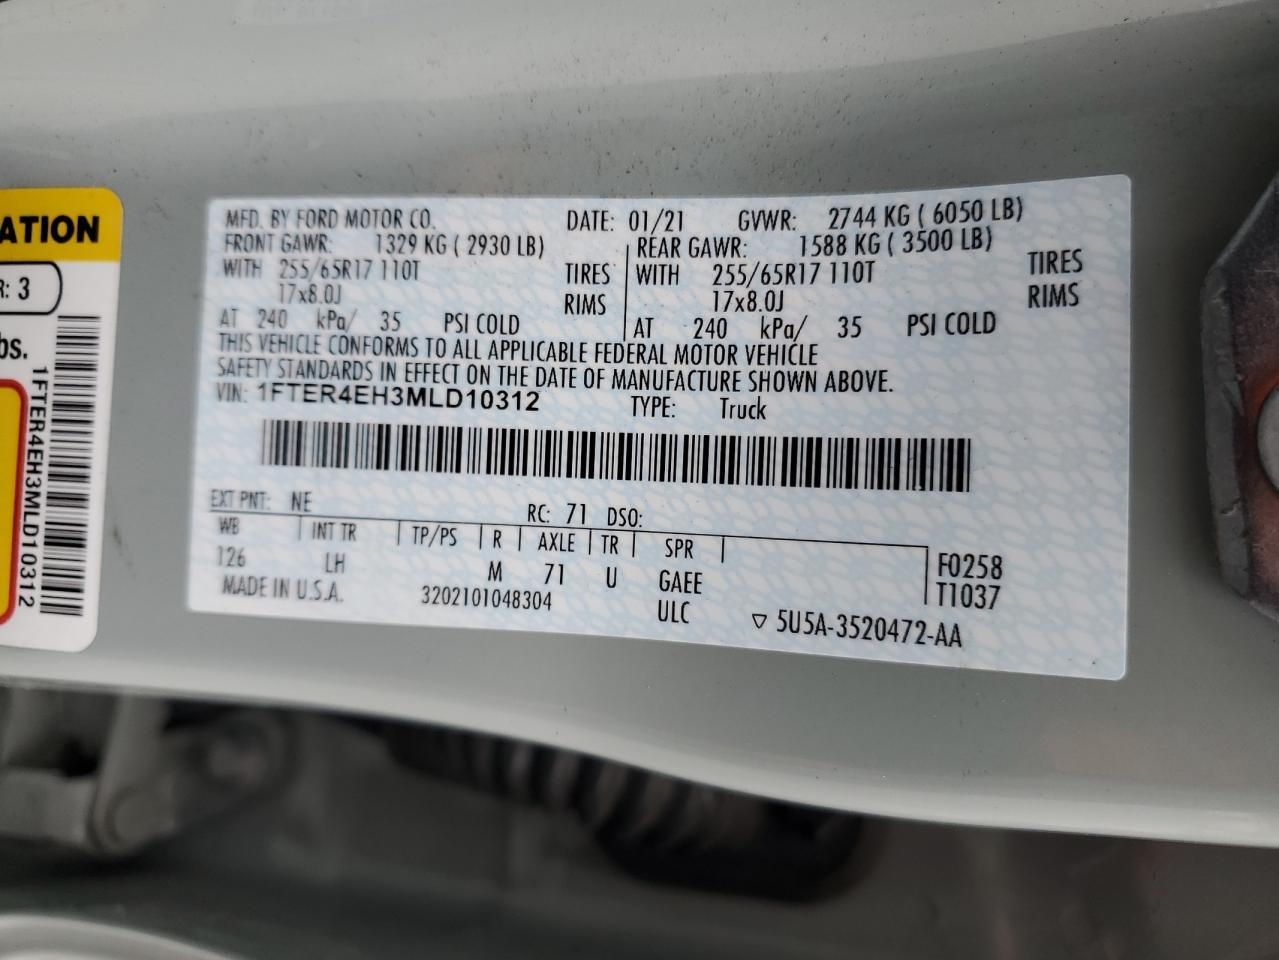 ATION
R: 3
bs.
1FTER4EH3MLD10312
MFD. BY FORD MOTOR CO. DATE: 01/21 GVWR: 2744 KG ( 6050 LB)
FRONT GAWR: 1329 KG ( 2930 LB) REAR GAWR: 1588 KG ( 3500 LB)
WITH 255/65R17 110T TIRES WITH 255/65R17 110T TIRES
17x8.0J RIMS 17x8.0J RIMS
AT 240 kPa/ 35 PSI COLD AT 240 kPa/ 35 PSI COLD
THIS VEHICLE CONFORMS TO ALL APPLICABLE FEDERAL MOTOR VEHICLE
SAFETY STANDARDS IN EFFECT ON THE DATE OF MANUFACTURE SHOWN ABOVE.
VIN: 1FTER4EH3MLD10312 TYPE: Truck
EXT PNT: NE RC: 71 DSO:
WB INT TR TP/PS R AXLE TR SPR
126 LH M 71 U GAEE F0258
MADE IN U.S.A. 3202101048304 ULC T1037
▽ 5U5A-3520472-AA